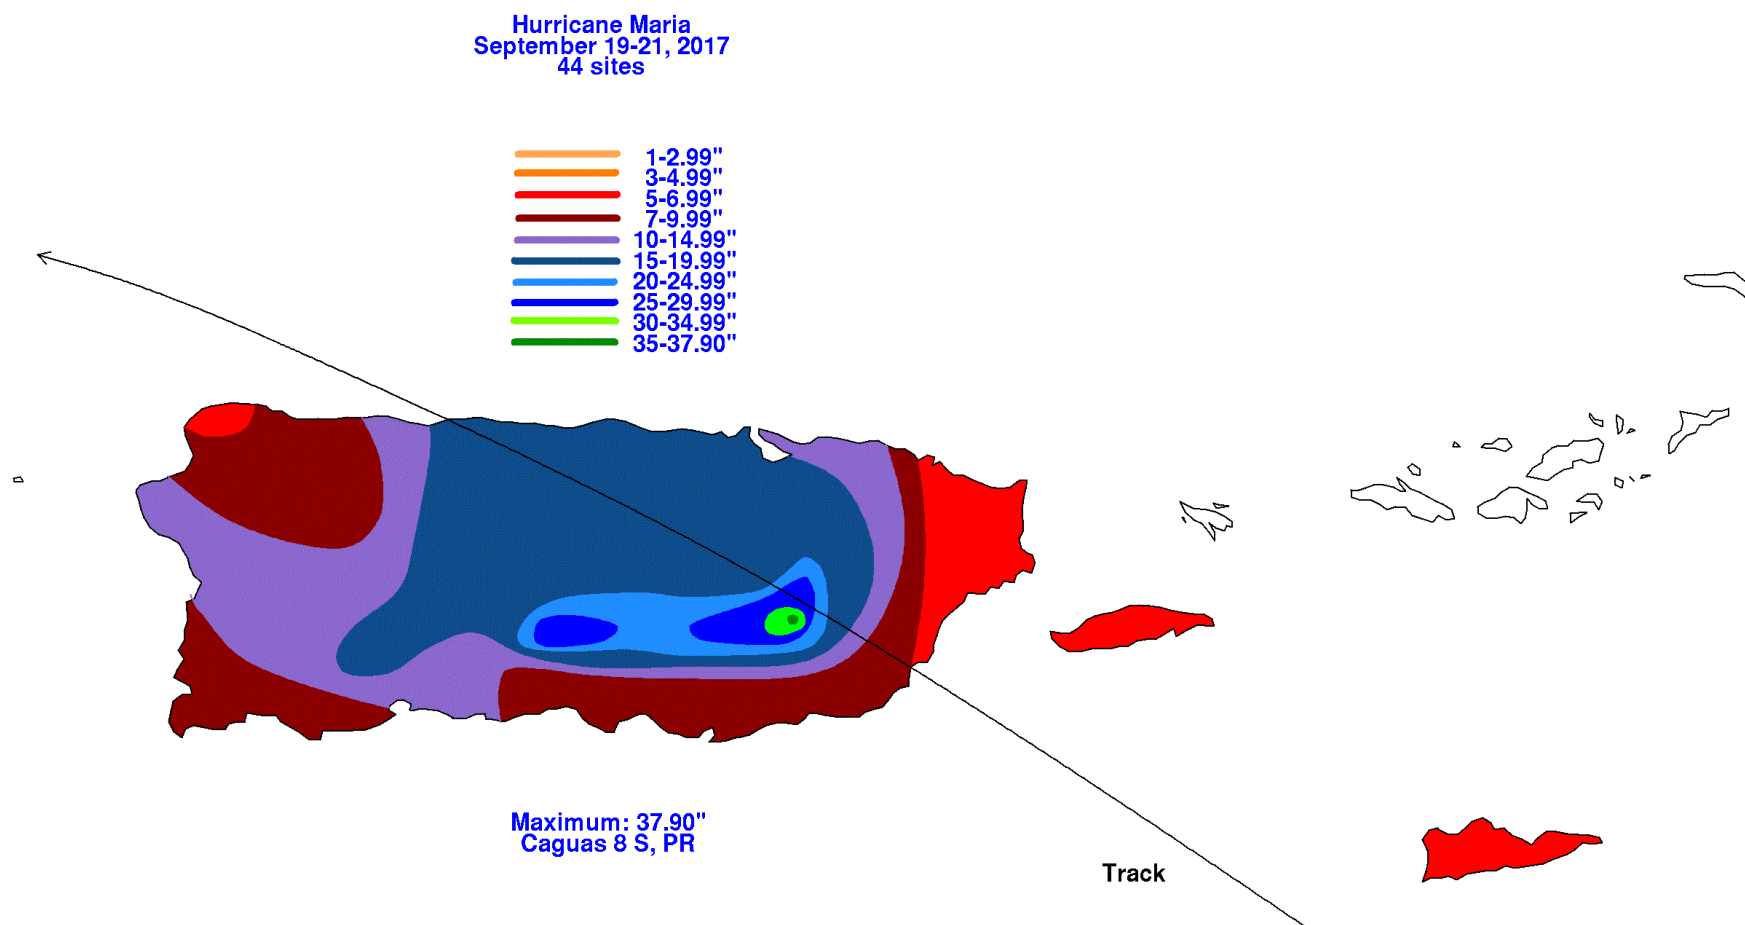 Hurricane Maria
September 19-21, 2017
44 sites
1-2.99"
3-4.99"
5-6.99"
7-9.99"
10-14.99"
15-19.99"
20-24.99"
25-29.99"
30-34.99"
35-37.90"
Maximum: 37.90"
Caguas 8 S, PR
Track